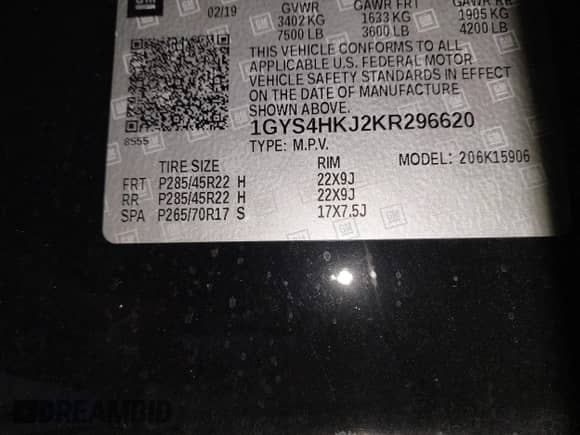 GM
02/19 GVWR GAWR FRT GAWR RR
3402 KG 1633 KG 1905 KG
7500 LB 3600 LB 4200 LB
THIS VEHICLE CONFORMS TO ALL
APPLICABLE U.S. FEDERAL MOTOR
VEHICLE SAFETY STANDARDS IN EFFECT
ON THE DATE OF MANUFACTURE
SHOWN ABOVE.
8555
1GYS4HKJ2KR296620
TYPE: M.P.V.
TIRE SIZE RIM MODEL: 206K15906
FRT P285/45R22 H 22X9J
RR P285/45R22 H 22X9J
SPA P265/70R17 S 17X7.5J
DREAMBID